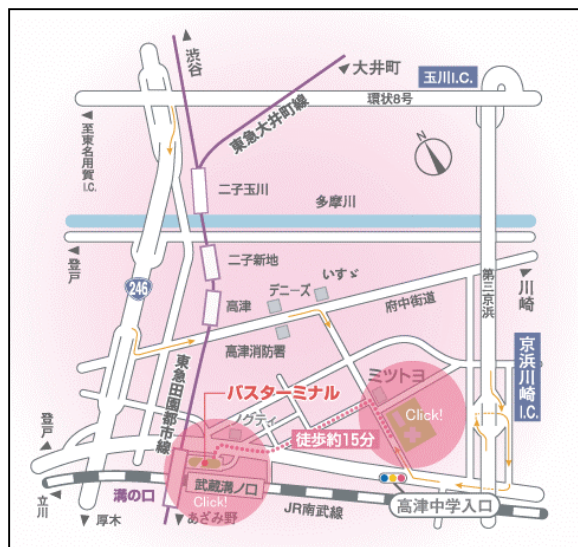 渋谷
大井町
玉川I.C.
環状8号
東急大井町線
至東名用賀I.C.
N
二子玉川
多摩川
登戸
二子新地
いすゞ
デニーズ
246
高津
府中街道
第三京浜
川崎
高津消防署
京浜川崎I.C.
東急田園都市線
ミツトヨ
バスターミナル
Click!
ノクティ
徒歩約15分
登戸
武蔵溝ノ口
溝の口
Click!
高津中学入口
立川
JR南武線
厚木
あざみ野